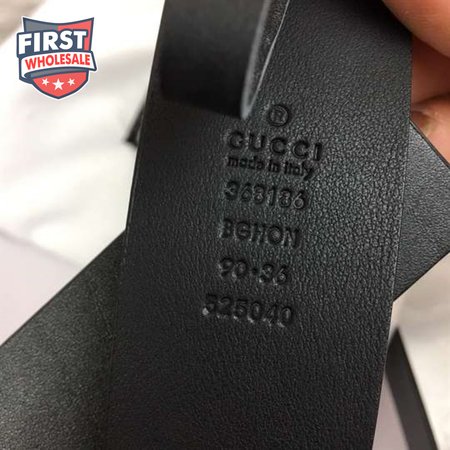 FIRST
WHOLESALE
®
GUCCI
made in italy
368186
BGHON
90·36
525040